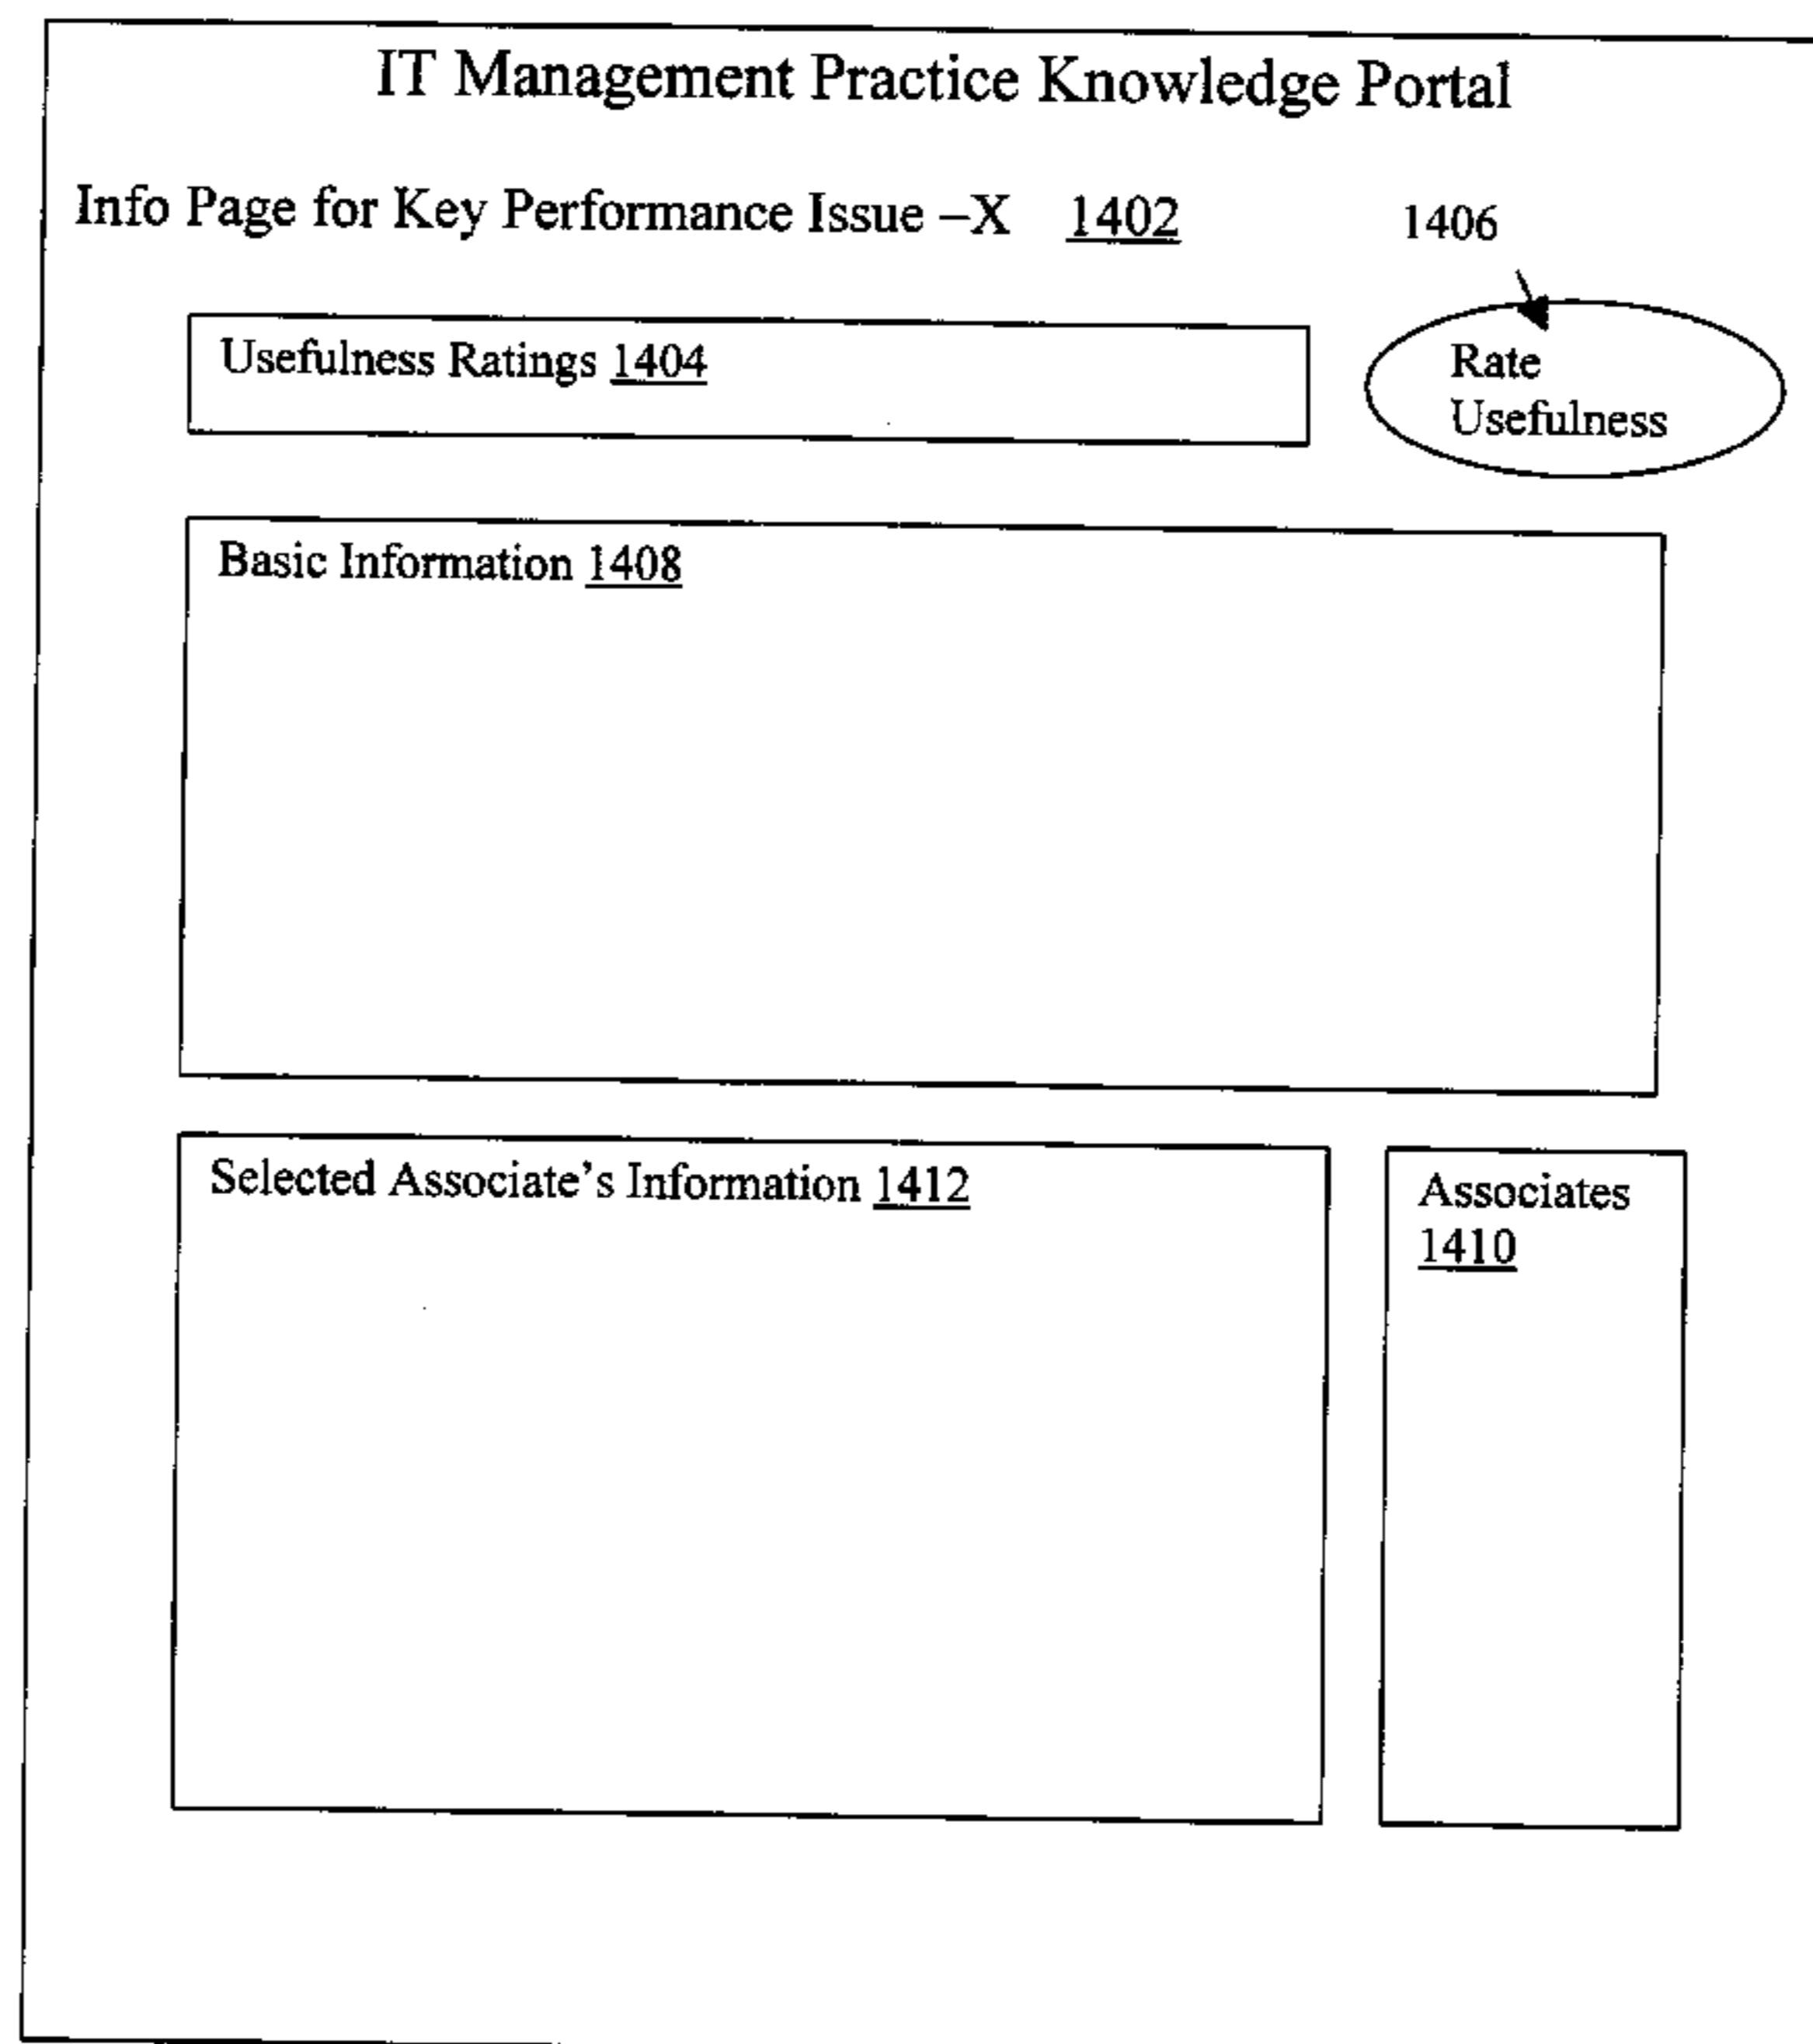 IT Management Practice Knowledge Portal
Info Page for Key Performance Issue –X 1402
1406
Usefulness Ratings 1404
Rate
Usefulness
Basic Information 1408
Selected Associate's Information 1412
Associates
1410